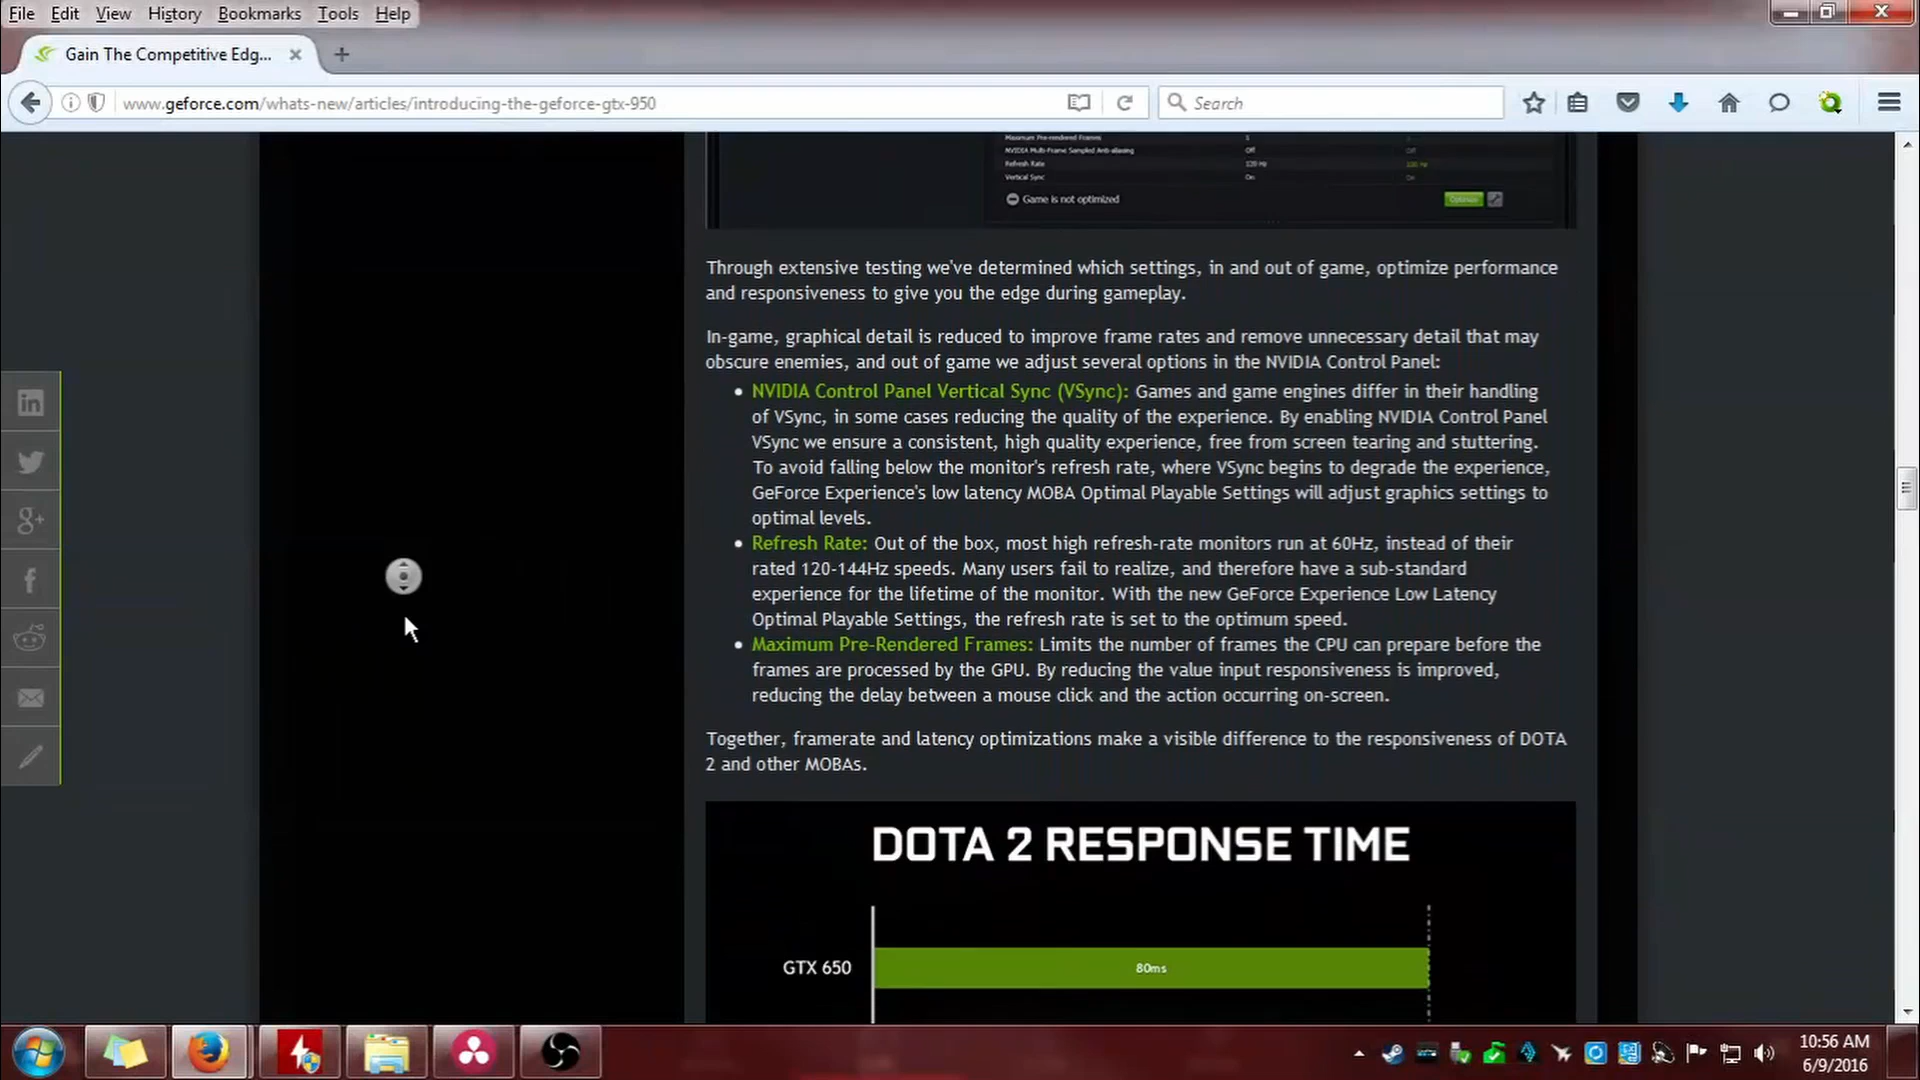 File Edit View History Bookmarks Tools Help
Gain The Competitive Edg...
www.geforce.com/whats-new/articles/introducing-the-geforce-gtx-950
Search
Maximum Pre-rendered Frames 1
NVIDIA Multi-Frame Sampled Anti-aliasing Off Off
Refresh Rate 120 Hz
Vertical Sync On On
Game is not optimized Optimize
Through extensive testing we've determined which settings, in and out of game, optimize performance
and responsiveness to give you the edge during gameplay.
In-game, graphical detail is reduced to improve frame rates and remove unnecessary detail that may
obscure enemies, and out of game we adjust several options in the NVIDIA Control Panel:
NVIDIA Control Panel Vertical Sync (VSync): Games and game engines differ in their handling
of VSync, in some cases reducing the quality of the experience. By enabling NVIDIA Control Panel
VSync we ensure a consistent, high quality experience, free from screen tearing and stuttering.
To avoid falling below the monitor's refresh rate, where VSync begins to degrade the experience,
GeForce Experience's low latency MOBA Optimal Playable Settings will adjust graphics settings to
optimal levels.
Refresh Rate: Out of the box, most high refresh-rate monitors run at 60Hz, instead of their
rated 120-144Hz speeds. Many users fail to realize, and therefore have a sub-standard
experience for the lifetime of the monitor. With the new GeForce Experience Low Latency
Optimal Playable Settings, the refresh rate is set to the optimum speed.
Maximum Pre-Rendered Frames: Limits the number of frames the CPU can prepare before the
frames are processed by the GPU. By reducing the value input responsiveness is improved,
reducing the delay between a mouse click and the action occurring on-screen.
Together, framerate and latency optimizations make a visible difference to the responsiveness of DOTA
2 and other MOBAs.
DOTA 2 RESPONSE TIME
GTX 650 80ms
10:56 AM
6/9/2016